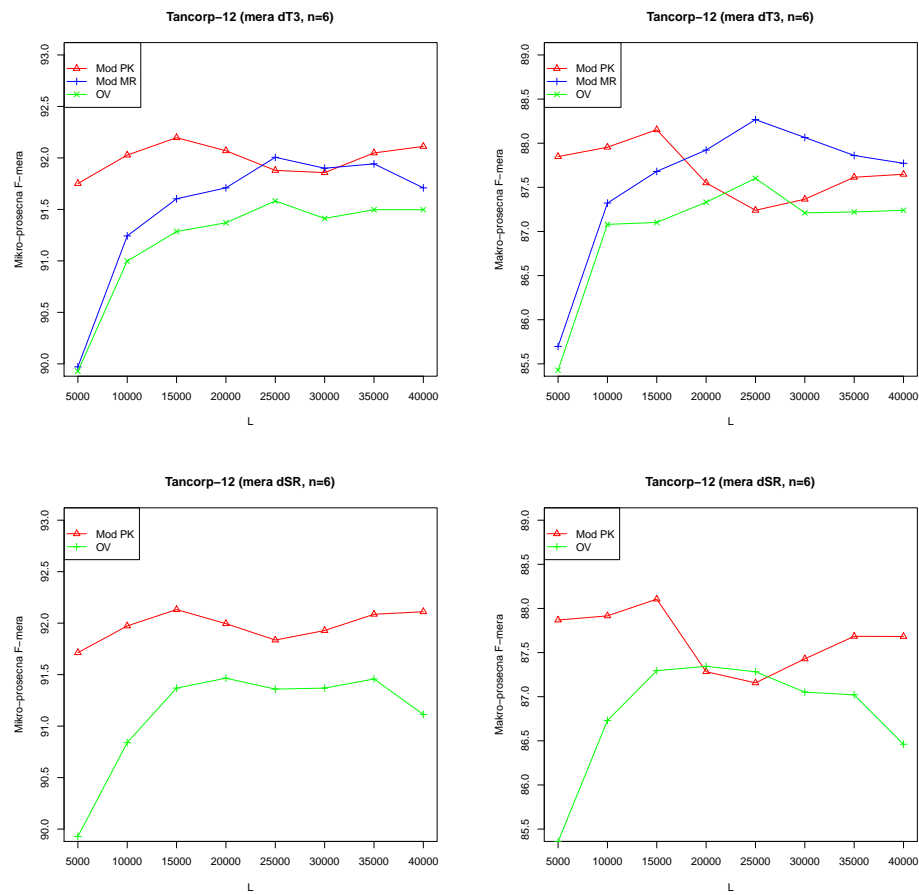 Tancorp−12 (mera dT3, n=6)
Mikro−prosecna F−mera
93.0
92.5
92.0
91.5
91.0
90.5
90.0
Mod PK
Mod MR
OV
5000 10000 15000 20000 25000 30000 35000 40000
L
Tancorp−12 (mera dT3, n=6)
Makro−prosecna F−mera
89.0
88.5
88.0
87.5
87.0
86.5
86.0
85.5
Mod PK
Mod MR
OV
5000 10000 15000 20000 25000 30000 35000 40000
L
Tancorp−12 (mera dSR, n=6)
Mikro−prosecna F−mera
93.0
92.5
92.0
91.5
91.0
90.5
90.0
Mod PK
OV
5000 10000 15000 20000 25000 30000 35000 40000
L
Tancorp−12 (mera dSR, n=6)
Makro−prosecna F−mera
89.0
88.5
88.0
87.5
87.0
86.5
86.0
85.5
Mod PK
OV
5000 10000 15000 20000 25000 30000 35000 40000
L